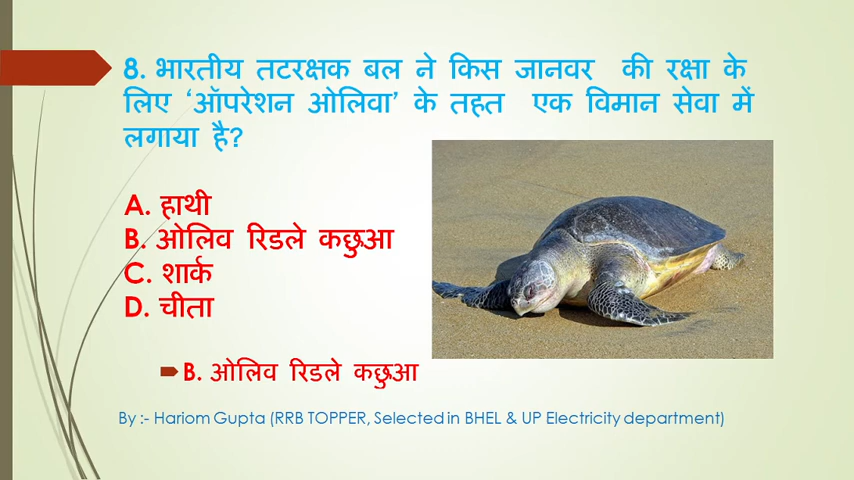 8. भारतीय तटरक्षक बल ने किस जानवर की रक्षा के
लिए ‘ऑपरेशन ओलिवा’ के तहत एक विमान सेवा में
लगाया है?
A. हाथी
B. ओलिव रिडले कछुआ
C. शार्क
D. चीता
B. ओलिव रिडले कछुआ
By :- Hariom Gupta (RRB TOPPER, Selected in BHEL & UP Electricity department)